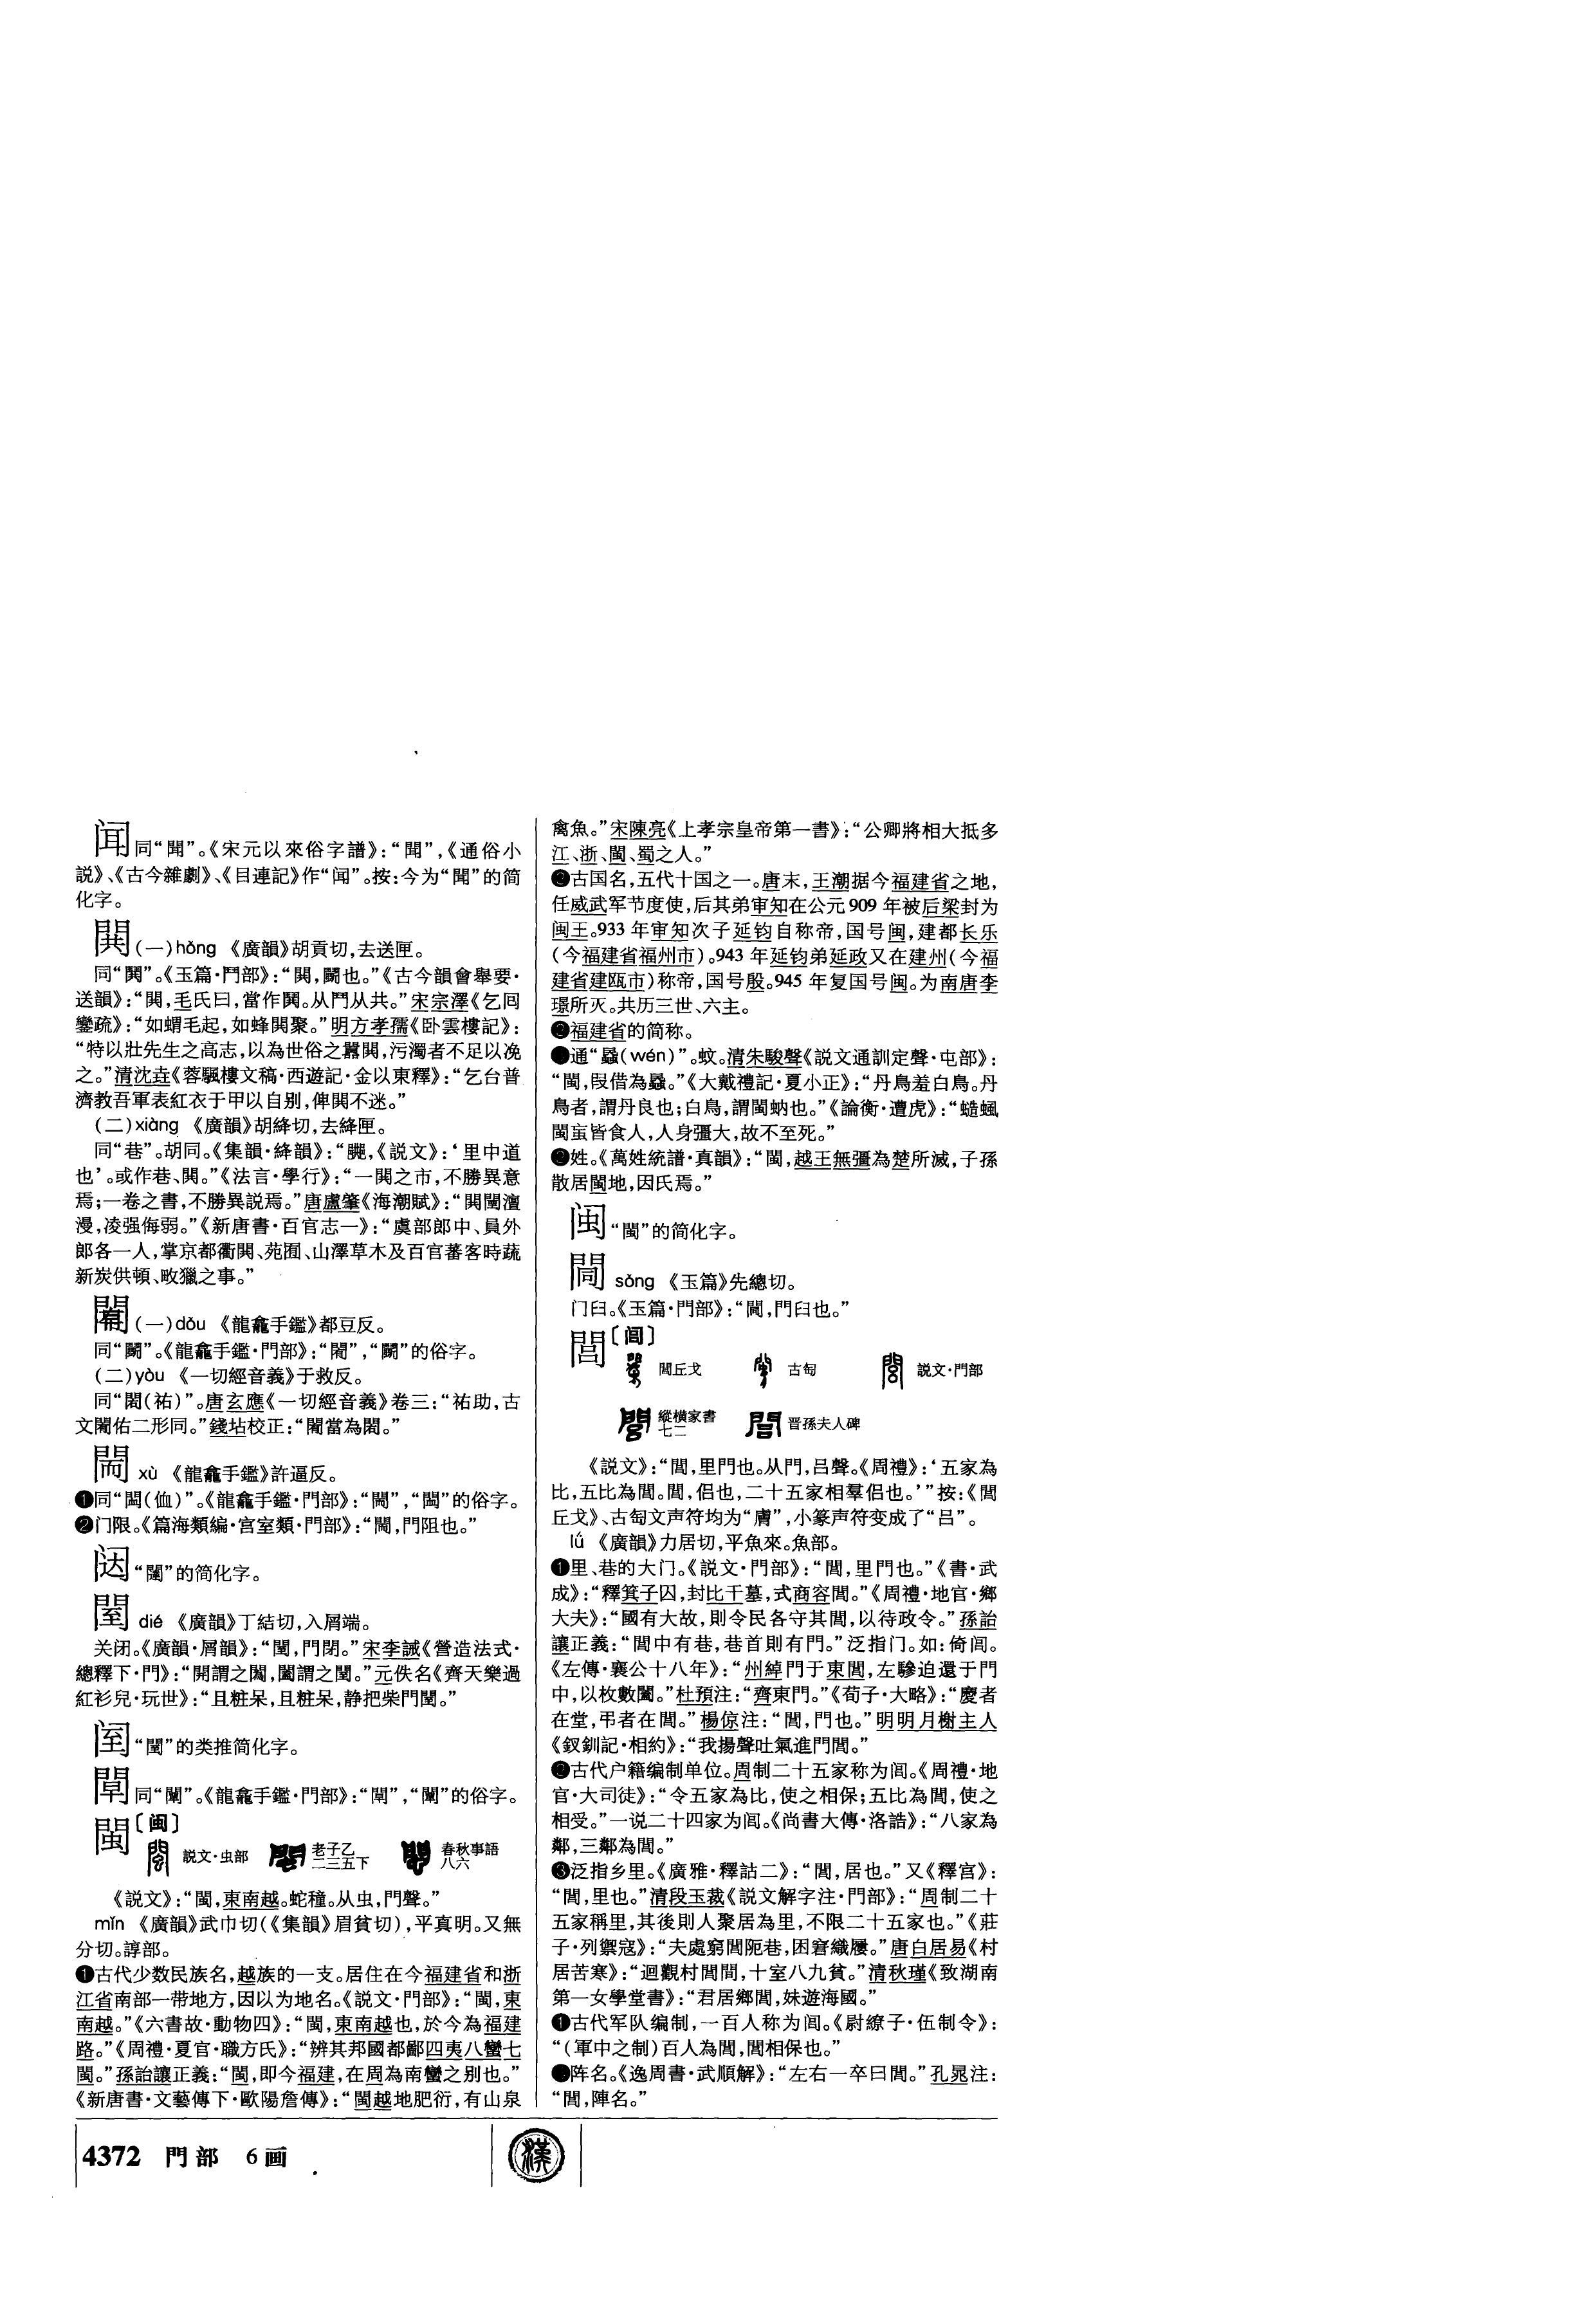 闻同“聞”。《宋元以來俗字譜》:“聞”,《通俗小
説》、《古今雜劇》、《目連記》作“闻”。按:今为“聞”的简
化字。
閧(一)hǒng 《廣韻》胡貢切,去送匣。
同“鬨”。《玉篇·鬥部》:“閧,鬭也。”《古今韻會舉要·
送韻》:“閧,毛氏曰,當作鬨。从鬥从共。”宋宗澤《乞回
鑾疏》:“如蝟毛起,如蜂閧聚。”明方孝孺《卧雲樓記》:
“特以壯先生之高志,以為世俗之囂閧,污濁者不足以凂
之。”清沈垚《落颿樓文稿·西遊記·金以東釋》:“乞台普
濟教吾軍表紅衣于甲以自别,俾閧不迷。”
(二)xiàng 《廣韻》胡絳切,去絳匣。
同“巷”。胡同。《集韻·絳韻》:“𨞠,《説文》:‘里中道
也’。或作巷、閧。”《法言·學行》:“一閧之市,不勝異意
焉;一卷之書,不勝異説焉。”唐盧肇《海潮賦》:“閧闠澶
漫,凌强侮弱。”《新唐書·百官志一》:“虞部郎中、員外
郎各一人,掌京都衢閧、苑囿、山澤草木及百官蕃客時蔬
新炭供頓、畋獵之事。”
(一)dǒu 《龍龕手鑑》都豆反。
同“鬭”。《龍龕手鑑·門部》:“”,“鬭”的俗字。
(二)yòu 《一切經音義》于救反。
同“閎(祐)”。唐玄應《一切經音義》卷三:“祐助,古
文佑二形同。”錢坫校正:“當為。”
xù 《龍龕手鑑》許逼反。
❶同“閾(侐)”。《龍龕手鑑·門部》:“”,“”的俗字。
❷门限。《篇海類編·宫室類·門部》:“,門阻也。”
闼“闥”的简化字。
閠 dié 《廣韻》丁結切,入屑端。
关闭。《廣韻·屑韻》:“,門閉。”宋李誡《營造法式·
總釋下·門》:“開謂之闓,闔謂之。”元佚名《齊天樂過
紅衫兒·玩世》:“且粧呆,且粧呆,静把柴門。”
“”的类推简化字。
同“闡”。《龍龕手鑑·門部》:“”,“闡”的俗字。
閩〔闽〕
説文·虫部 老子乙二三五下 春秋事語八六
《説文》:“閩,東南越。蛇穜。从虫,門聲。”
mǐn 《廣韻》武巾切(《集韻》眉貧切),平真明。又無
分切。諄部。
❶古代少数民族名,越族的一支。居住在今福建省和浙
江省南部一带地方,因以为地名。《説文·門部》:“閩,東
南越。”《六書故·動物四》:“閩,東南越也,於今為福建
路。”《周禮·夏官·職方氏》:“辨其邦國都鄙四夷八蠻七
閩。”孫詒讓正義:“閩,即今福建,在周為南蠻之别也。”
《新唐書·文藝傳下·歐陽詹傳》:“閩越地肥衍,有山泉
禽魚。”宋陳亮《上孝宗皇帝第一書》:“公卿將相大抵多
江、浙、閩、蜀之人。”
❷古国名,五代十国之一。唐末,王潮据今福建省之地,
任威武军节度使,后其弟审知在公元909年被后梁封为
闽王。933年审知次子延钧自称帝,国号闽,建都长乐
(今福建省福州市)。943年延钧弟延政又在建州(今福
建省建瓯市)称帝,国号殷。945年复国号闽。为南唐李
璟所灭。共历三世、六主。
福建省的简称。
通“蟁(wén)”。蚊。清朱駿聲《説文通訓定聲·屯部》:
“閩,叚借為蟁。”《大戴禮記·夏小正》:“丹鳥羞白鳥。丹
鳥者,謂丹良也;白鳥,謂閩蚋也。”《論衡·遭虎》:“蝰蝱
閩蝱皆食人,人身彊大,故不至死。”
姓。《萬姓統譜·真韻》:“閩,越王無彊為楚所滅,子孫
散居閩地,因氏焉。”
闽“閩”的简化字。
sǒng 《玉篇》先總切。
门臼。《玉篇·門部》:“,門臼也。”
閭〔闾〕
閭丘戈 古匋 説文·門部
縱横家書七二 晋孫夫人碑
《説文》:“閭,里門也。从門,吕聲。《周禮》:‘五家為
比,五比為閭。閭,侣也,二十五家相羣侣也。’”按:《閭
丘戈》、古匋文声符均为“膚”,小篆声符变成了“吕”。
lǘ 《廣韻》力居切,平魚來。魚部。
❶里、巷的大门。《説文·門部》:“閭,里門也。”《書·武
成》:“釋箕子囚,封比干墓,式商容閭。”《周禮·地官·鄉
大夫》:“國有大故,則令民各守其閭,以待政令。”孫詒
讓正義:“閭中有巷,巷首則有門。”泛指门。如:倚闾。
《左傳·襄公十八年》:“州綽門于東閭,左驂迫還于門
中,以枚數闔。”杜預注:“齊東門。”《荀子·大略》:“慶者
在堂,弔者在閭。”楊倞注:“閭,門也。”明明月榭主人
《釵釧記·相約》:“我揚聲吐氣進門閭。”
❷古代户籍编制单位。周制二十五家称为闾。《周禮·地
官·大司徒》:“令五家為比,使之相保;五比為閭,使之
相受。”一说二十四家为闾。《尚書大傳·洛誥》:“八家為
鄰,三鄰為閭。”
❸泛指乡里。《廣雅·釋詁二》:“閭,居也。”又《釋宫》:
“閭,里也。”清段玉裁《説文解字注·門部》:“周制二十
五家稱里,其後則人聚居為里,不限二十五家也。”《莊
子·列禦寇》:“夫處窮閭阨巷,困窘織屨。”唐白居易《村
居苦寒》:“迴觀村閭間,十室八九貧。”清秋瑾《致湖南
第一女學堂書》:“君居鄉閭,妹遊海國。”
古代军队编制,一百人称为闾。《尉繚子·伍制令》:
“(軍中之制)百人為閭,閭相保也。”
阵名。《逸周書·武順解》:“左右一卒曰閭。”孔晁注:
“閭,陣名。”
4372 門部 6画
漢